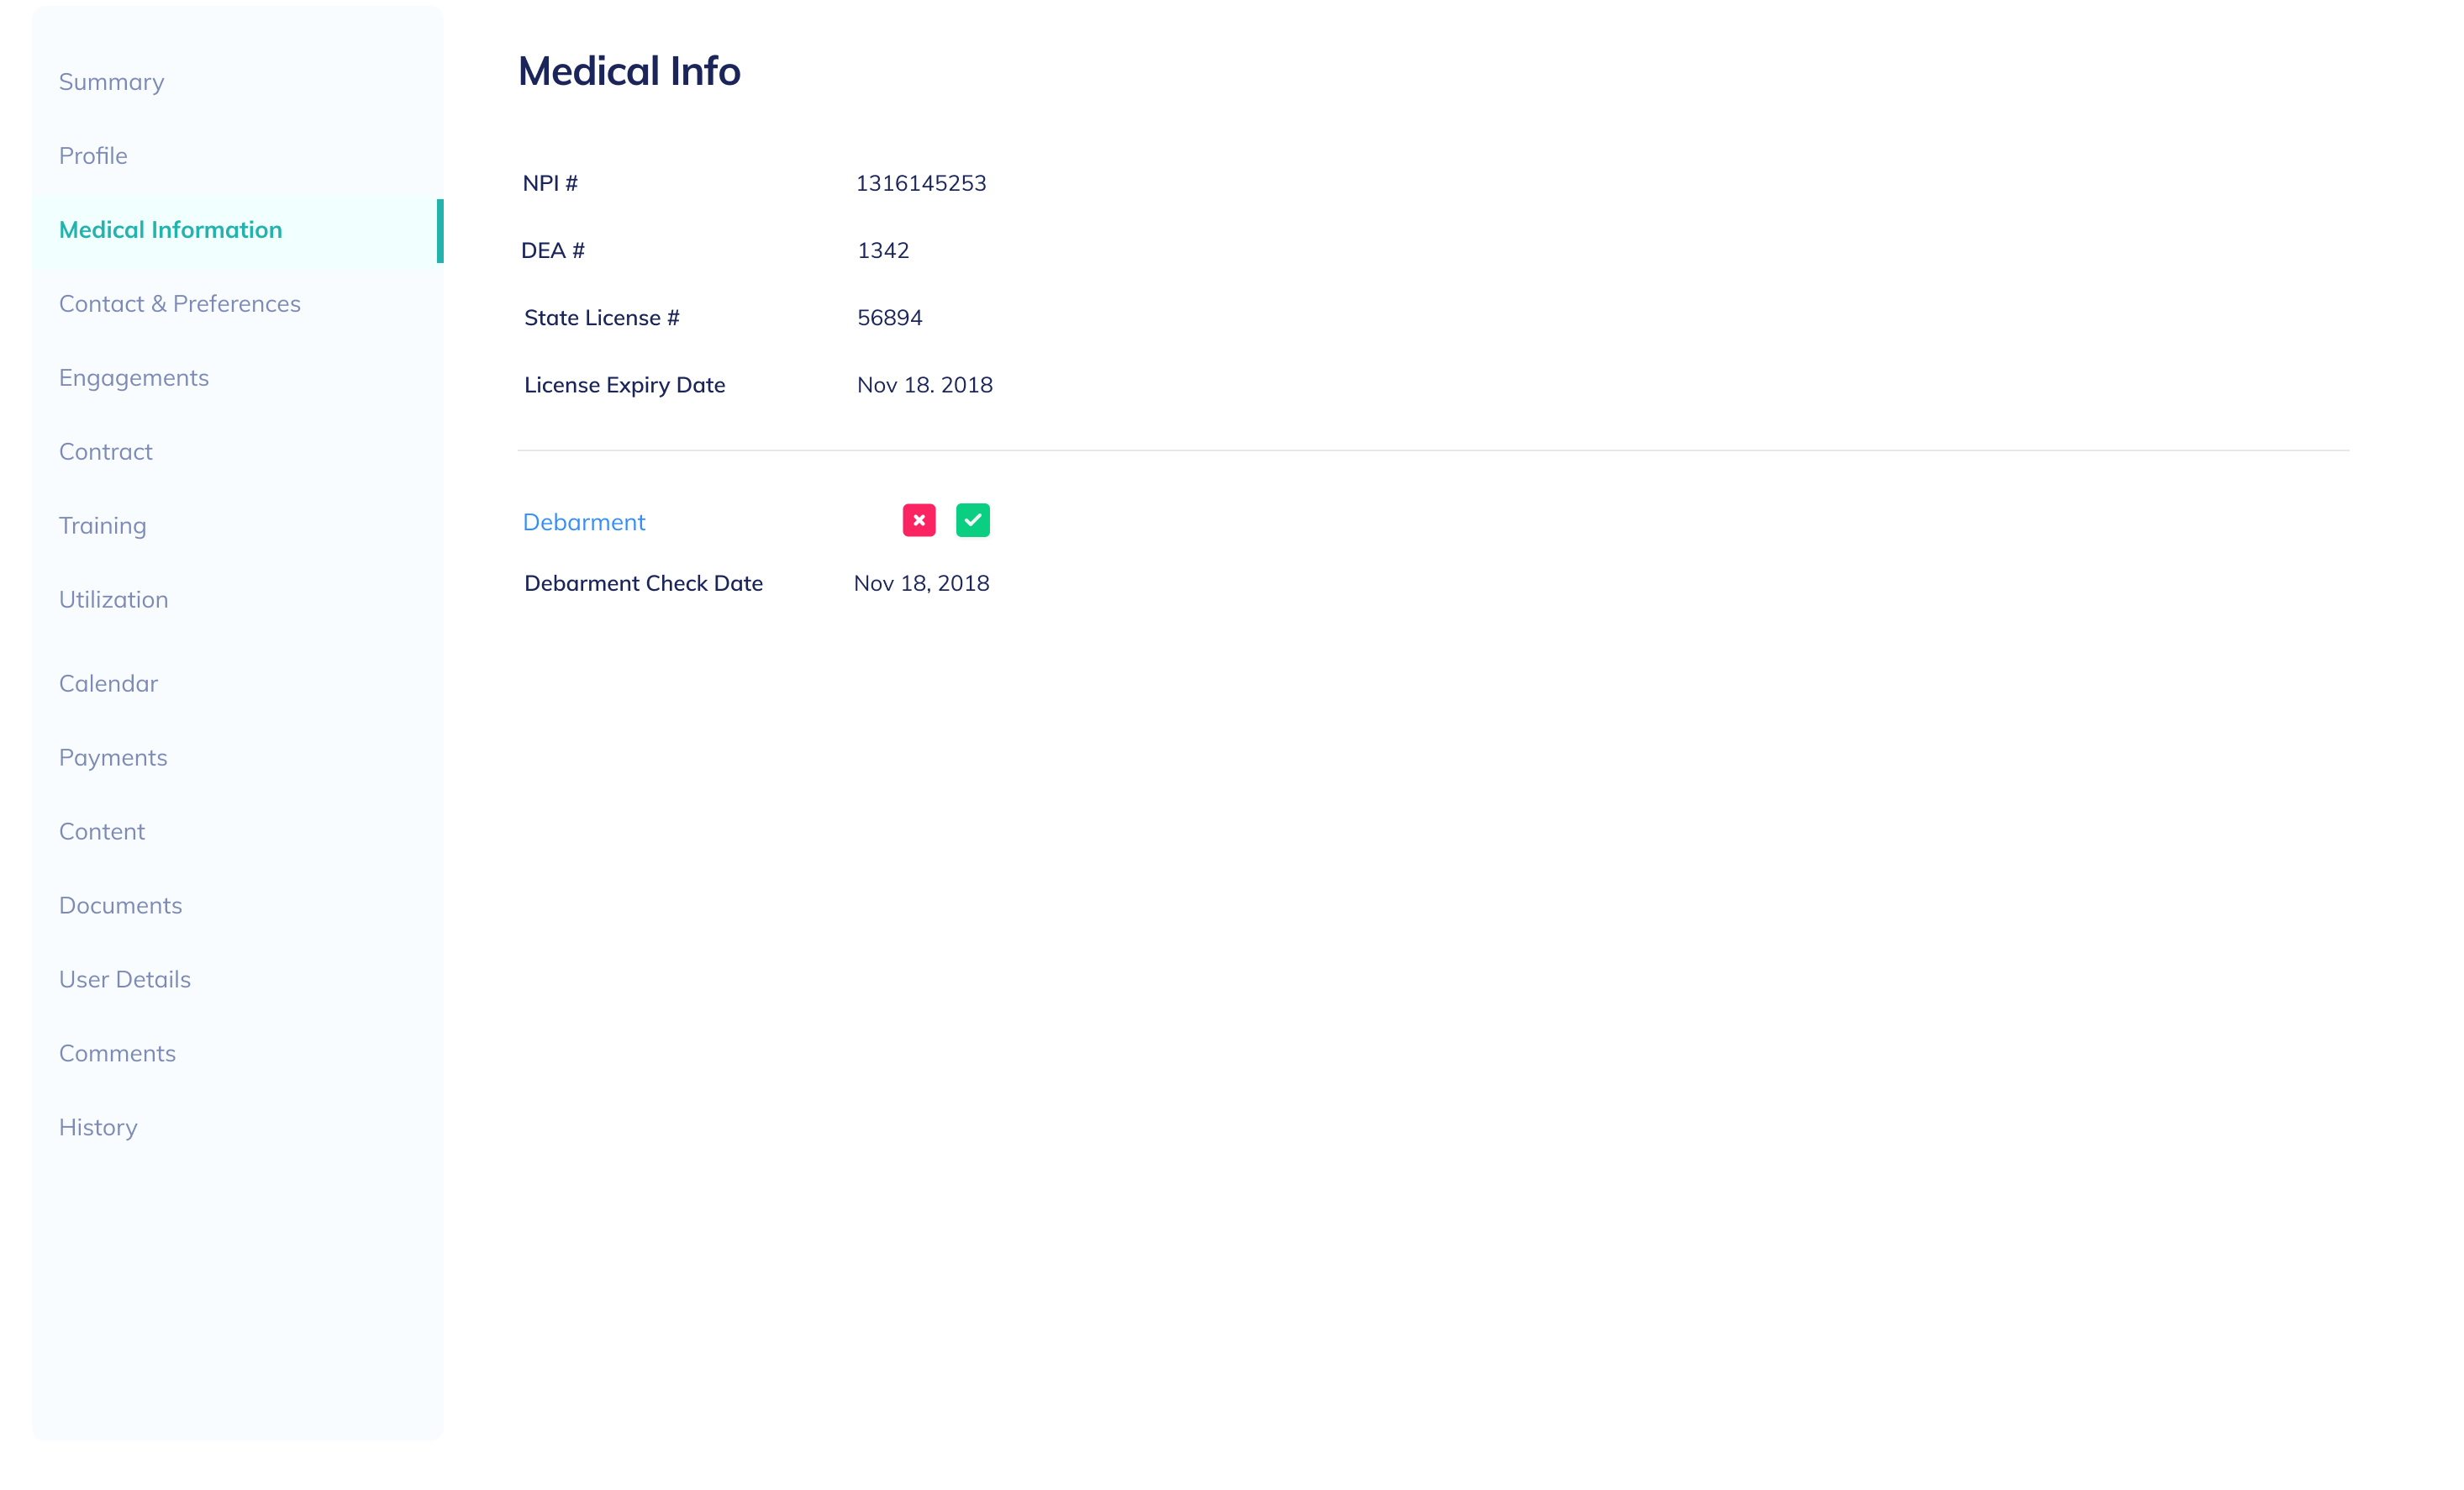 Summary
Profile
Medical Information
Contact & Preferences
Engagements
Contract
Training
Utilization
Calendar
Payments
Content
Documents
User Details
Comments
History
Medical Info
NPI # 1316145253
DEA # 1342
State License # 56894
License Expiry Date Nov 18. 2018
Debarment
Debarment Check Date Nov 18, 2018